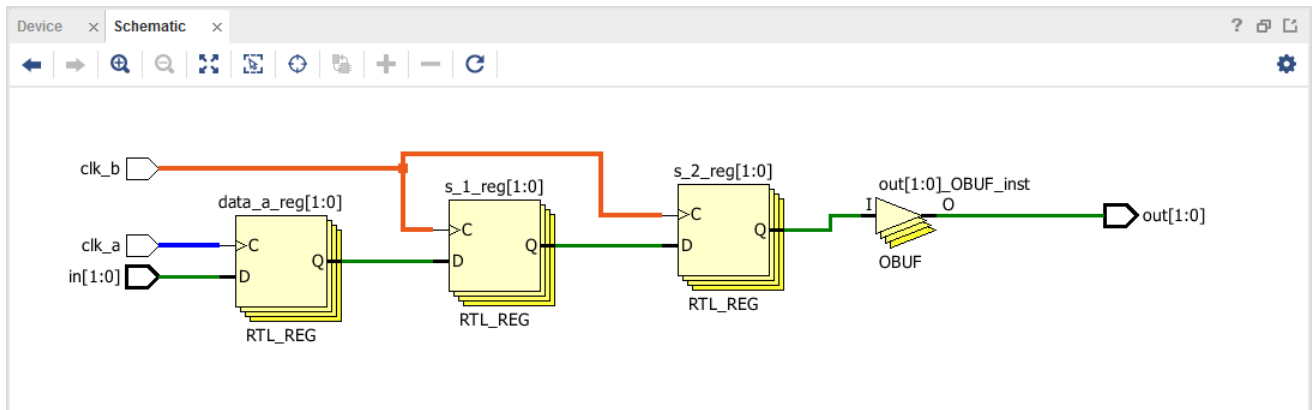 Device × Schematic ×
?
clk_b
s_2_reg[1:0]
s_1_reg[1:0]
out[1:0]_OBUF_inst
data_a_reg[1:0]
I O
C
out[1:0]
C
Q
clk_a
C
Q
D
OBUF
Q
D
in[1:0]
D
RTL_REG
RTL_REG
RTL_REG